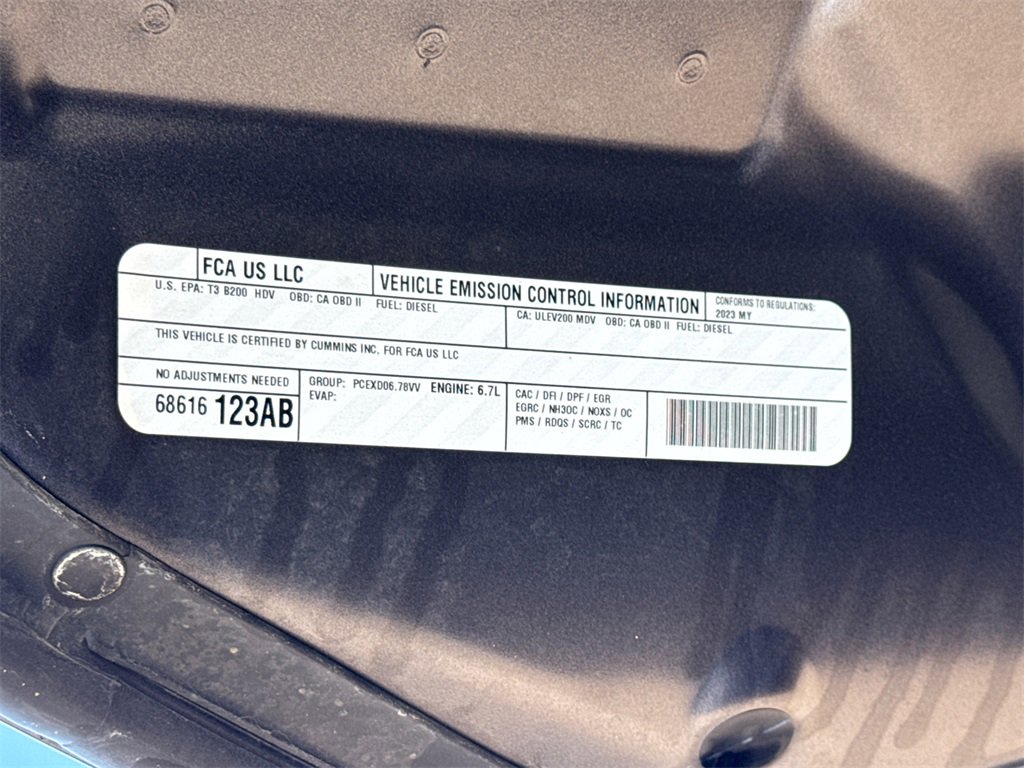 FCA US LLC
VEHICLE EMISSION CONTROL INFORMATION
CONFORMS TO REGULATIONS:
2023 MY
U.S. EPA: T3 B200 HDV OBD: CA OBD II FUEL: DIESEL
CA: ULEV200 MDV OBD: CA OBD II FUEL: DIESEL
THIS VEHICLE IS CERTIFIED BY CUMMINS INC. FOR FCA US LLC
NO ADJUSTMENTS NEEDED
68616 123AB
GROUP: PCEXD06.78VV ENGINE: 6.7L
EVAP:
CAC / DFI / DPF / EGR
EGRC / NH3OC / NOXS / OC
PMS / RDQS / SCRC / TC